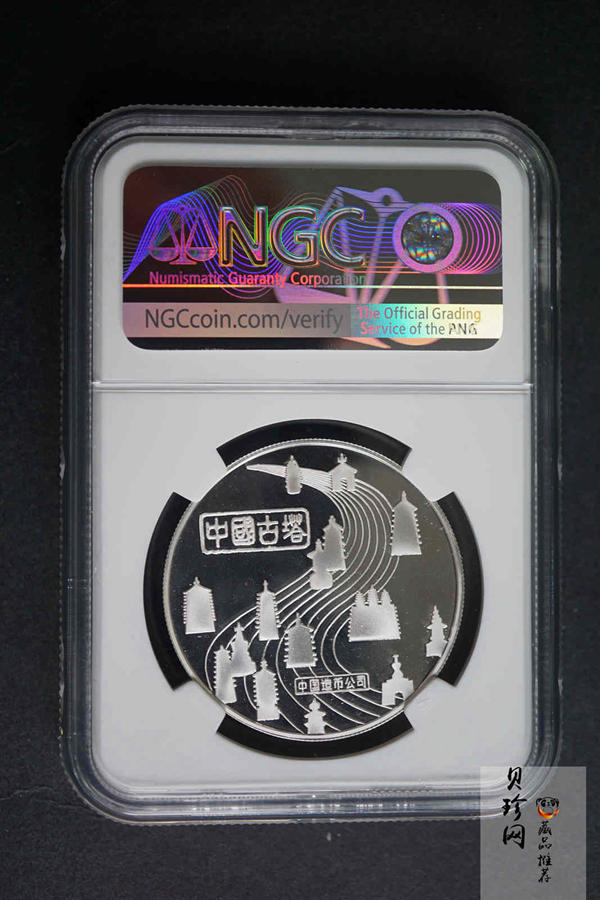 NGC
Numismatic Guaranty Corporation
NGCcoin.com/verify
The Official Grading
Service of the PNG
中國古塔
中国造币公司
贝珍网
藏品推荐